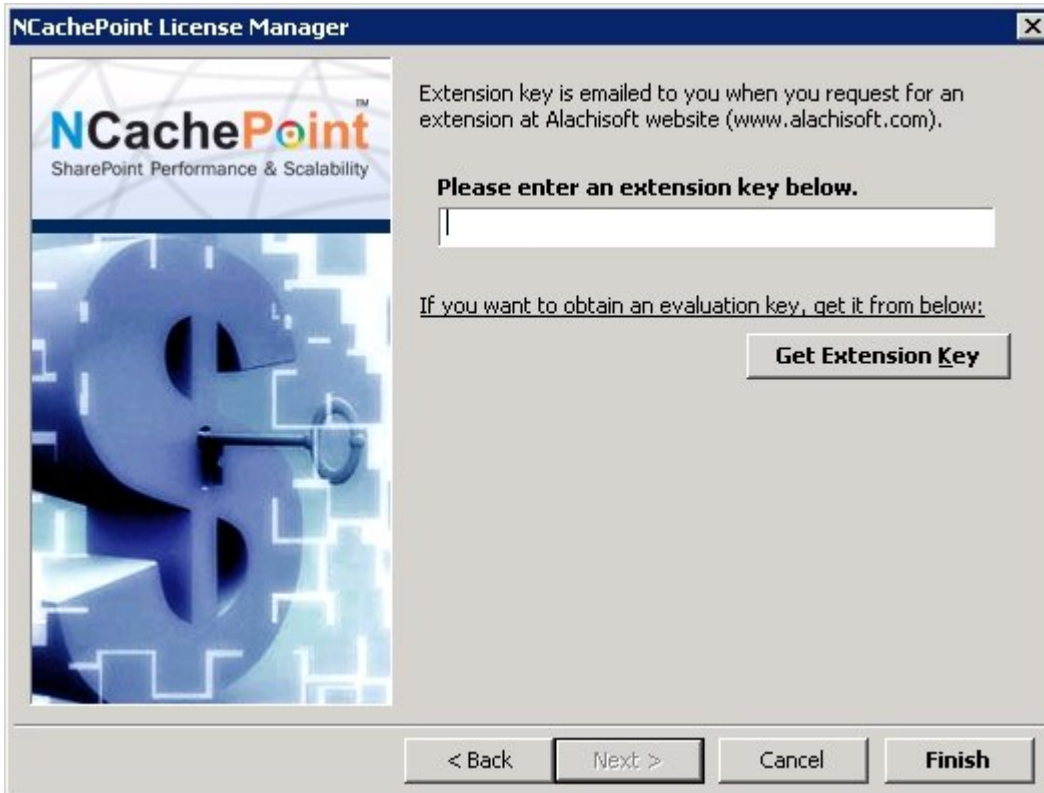 NCachePoint License Manager
NCachePoint™
SharePoint Performance & Scalability
Extension key is emailed to you when you request for an
extension at Alachisoft website (www.alachisoft.com).
Please enter an extension key below.
If you want to obtain an evaluation key, get it from below:
Get Extension Key
< Back
Next >
Cancel
Finish